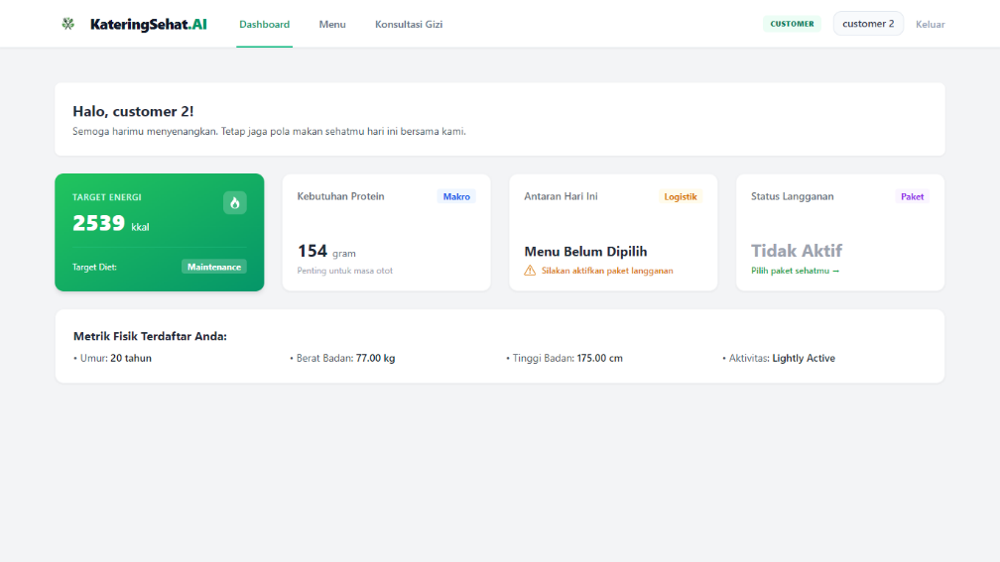 KateringSehat.AI
Dashboard
Menu
Konsultasi Gizi
CUSTOMER
customer 2
Keluar
Halo, customer 2!
Semoga harimu menyenangkan. Tetap jaga pola makan sehatmu hari ini bersama kami.
TARGET ENERGI
2539 kkal
Target Diet:
Maintenance
Kebutuhan Protein
Makro
154 gram
Penting untuk masa otot
Antaran Hari Ini
Logistik
Menu Belum Dipilih
Silakan aktifkan paket langganan
Status Langganan
Paket
Tidak Aktif
Pilih paket sehatmu →
Metrik Fisik Terdaftar Anda:
• Umur: 20 tahun
• Berat Badan: 77.00 kg
• Tinggi Badan: 175.00 cm
• Aktivitas: Lightly Active